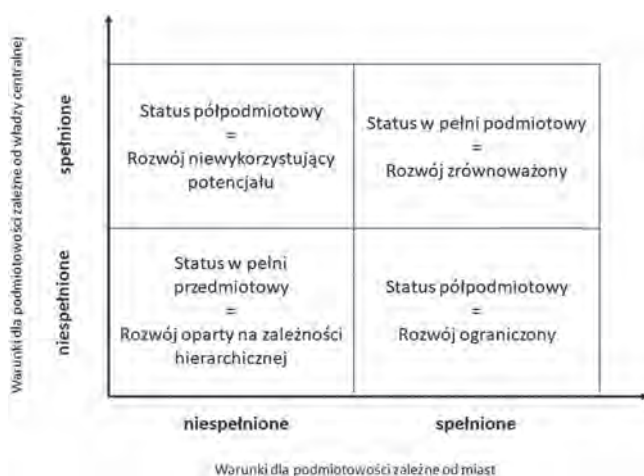 Warunki dla podmiotowości zależne od władzy centralnej
spełnione
niespełnione
Status półpodmiotowy
=
Rozwój niewykorzystujący
potencjału
Status w pełni podmiotowy
=
Rozwój zrównoważony
Status w pełni
przedmiotowy
=
Rozwój oparty na zależności
hierarchicznej
Status półpodmiotowy
=
Rozwój ograniczony
niespełnione
spełnione
Warunki dla podmiotowości zależne od miast